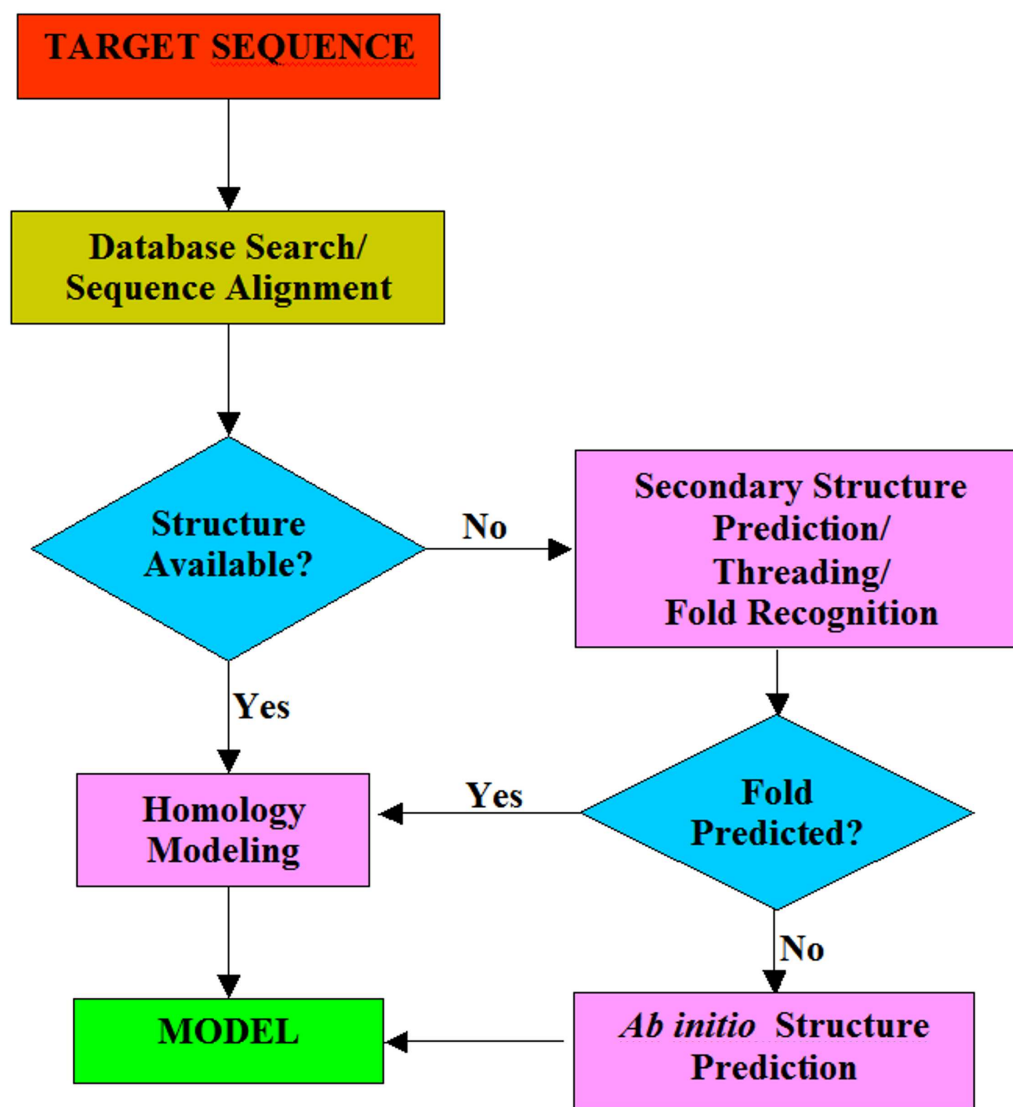 TARGET SEQUENCE
Database Search/
Sequence Alignment
Structure
Available?
No
Secondary Structure
Prediction/
Threading/
Fold Recognition
Yes
Homology
Modeling
Yes
Fold
Predicted?
No
MODEL
Ab initio Structure
Prediction